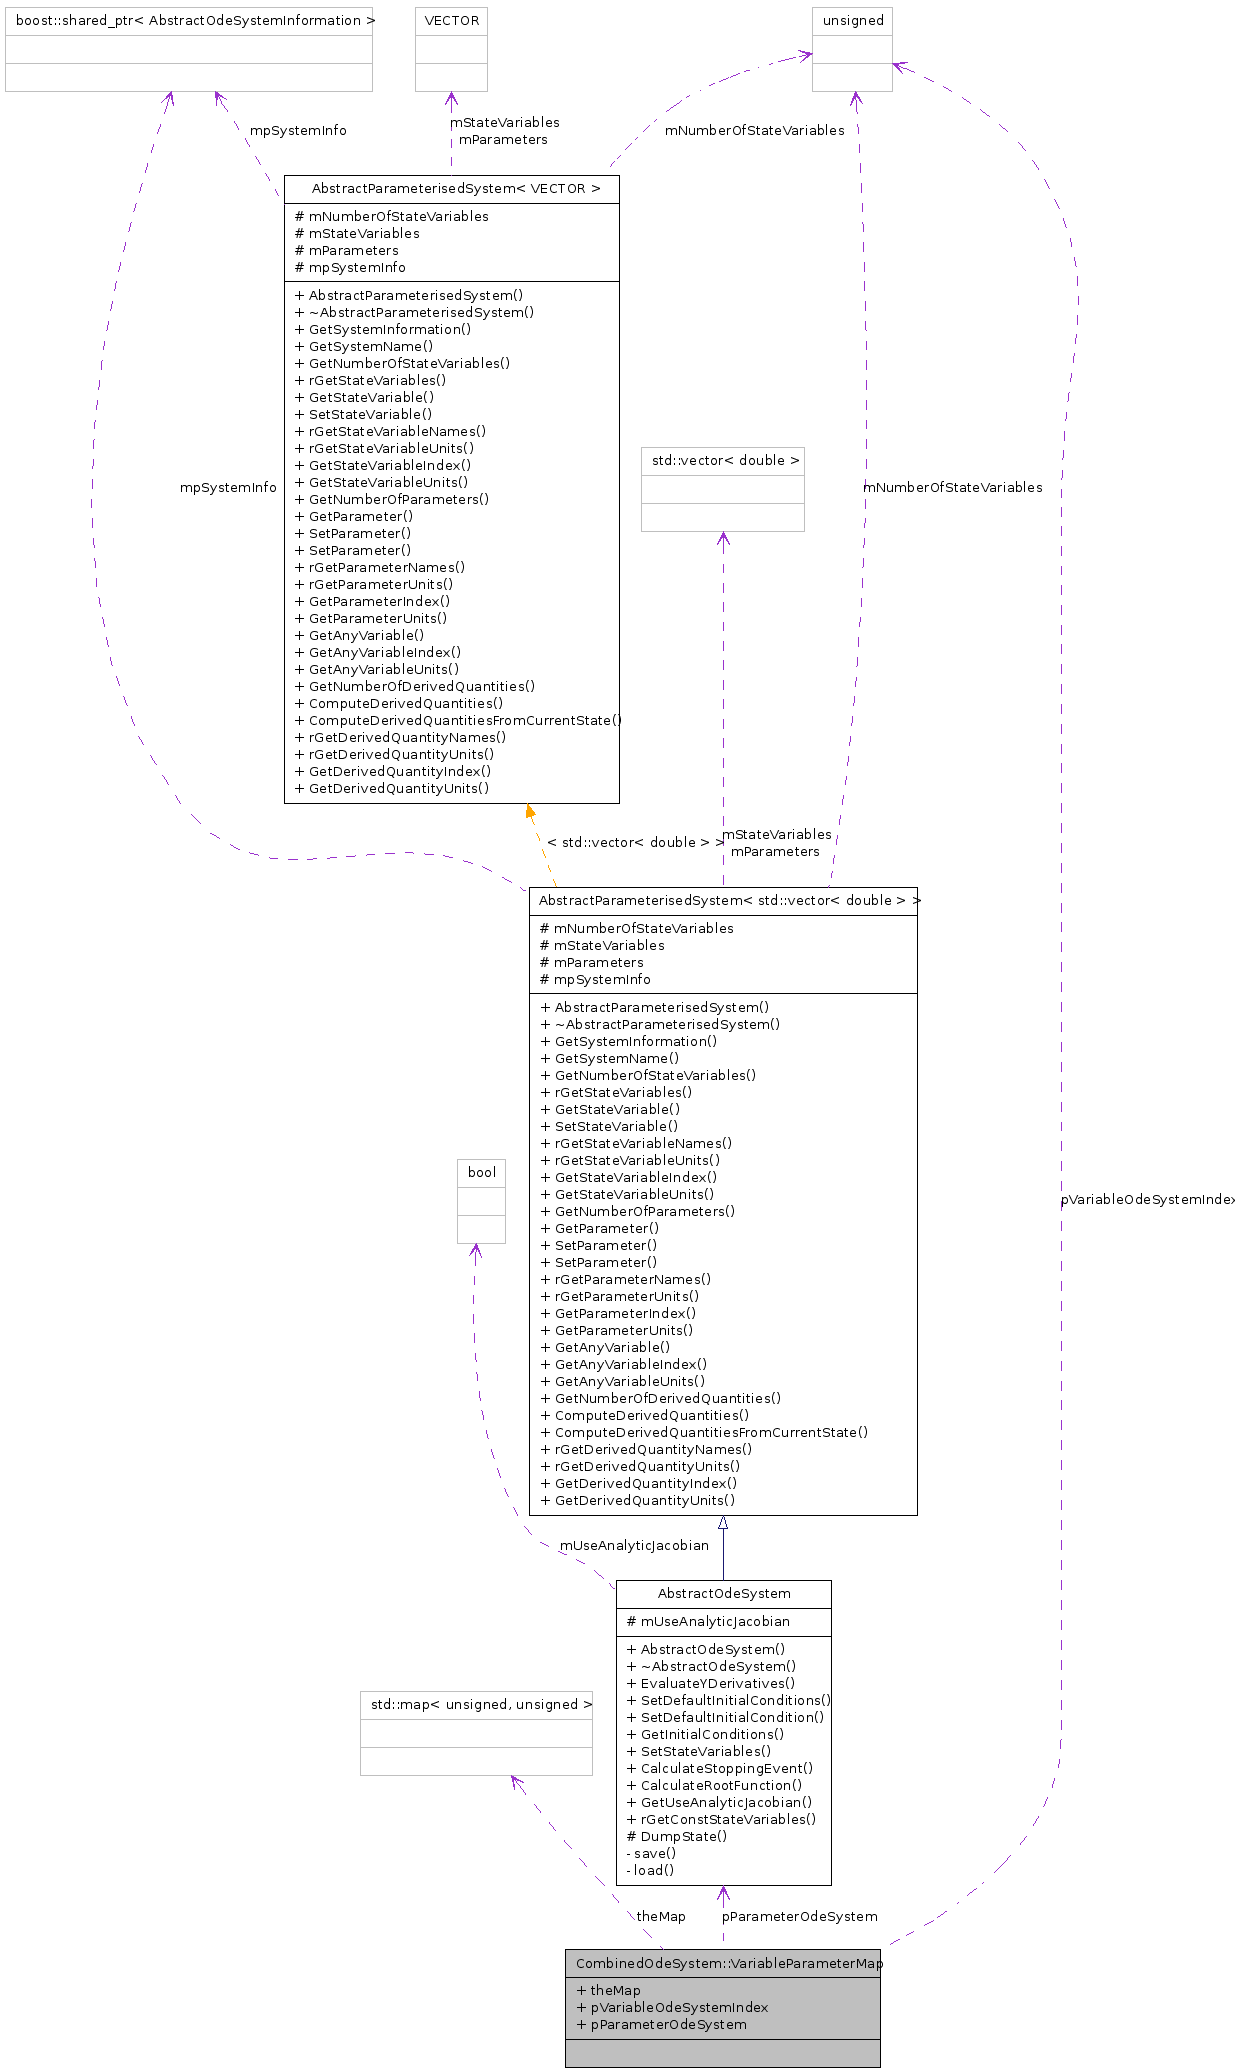 boost::shared_ptr< AbstractOdeSystemInformation >
VECTOR
unsigned
mpSystemInfo
mStateVariables
mParameters
mNumberOfStateVariables
AbstractParameterisedSystem< VECTOR >
# mNumberOfStateVariables
# mStateVariables
# mParameters
# mpSystemInfo
+ AbstractParameterisedSystem()
+ ~AbstractParameterisedSystem()
+ GetSystemInformation()
+ GetSystemName()
+ GetNumberOfStateVariables()
+ rGetStateVariables()
+ GetStateVariable()
+ SetStateVariable()
+ rGetStateVariableNames()
+ rGetStateVariableUnits()
+ GetStateVariableIndex()
+ GetStateVariableUnits()
+ GetNumberOfParameters()
+ GetParameter()
+ SetParameter()
+ SetParameter()
+ rGetParameterNames()
+ rGetParameterUnits()
+ GetParameterIndex()
+ GetParameterUnits()
+ GetAnyVariable()
+ GetAnyVariableIndex()
+ GetAnyVariableUnits()
+ GetNumberOfDerivedQuantities()
+ ComputeDerivedQuantities()
+ ComputeDerivedQuantitiesFromCurrentState()
+ rGetDerivedQuantityNames()
+ rGetDerivedQuantityUnits()
+ GetDerivedQuantityIndex()
+ GetDerivedQuantityUnits()
std::vector< double >
mpSystemInfo
mNumberOfStateVariables
< std::vector< double > >
mStateVariables
mParameters
AbstractParameterisedSystem< std::vector< double > >
# mNumberOfStateVariables
# mStateVariables
# mParameters
# mpSystemInfo
+ AbstractParameterisedSystem()
+ ~AbstractParameterisedSystem()
+ GetSystemInformation()
+ GetSystemName()
+ GetNumberOfStateVariables()
+ rGetStateVariables()
+ GetStateVariable()
+ SetStateVariable()
+ rGetStateVariableNames()
+ rGetStateVariableUnits()
+ GetStateVariableIndex()
+ GetStateVariableUnits()
+ GetNumberOfParameters()
+ GetParameter()
+ SetParameter()
+ SetParameter()
+ rGetParameterNames()
+ rGetParameterUnits()
+ GetParameterIndex()
+ GetParameterUnits()
+ GetAnyVariable()
+ GetAnyVariableIndex()
+ GetAnyVariableUnits()
+ GetNumberOfDerivedQuantities()
+ ComputeDerivedQuantities()
+ ComputeDerivedQuantitiesFromCurrentState()
+ rGetDerivedQuantityNames()
+ rGetDerivedQuantityUnits()
+ GetDerivedQuantityIndex()
+ GetDerivedQuantityUnits()
bool
pVariableOdeSystemIndex
mUseAnalyticJacobian
AbstractOdeSystem
# mUseAnalyticJacobian
+ AbstractOdeSystem()
+ ~AbstractOdeSystem()
+ EvaluateYDerivatives()
+ SetDefaultInitialConditions()
+ SetDefaultInitialCondition()
+ GetInitialConditions()
+ SetStateVariables()
+ CalculateStoppingEvent()
+ CalculateRootFunction()
+ GetUseAnalyticJacobian()
+ rGetConstStateVariables()
# DumpState()
- save()
- load()
std::map< unsigned, unsigned >
theMap
pParameterOdeSystem
CombinedOdeSystem::VariableParameterMap
+ theMap
+ pVariableOdeSystemIndex
+ pParameterOdeSystem